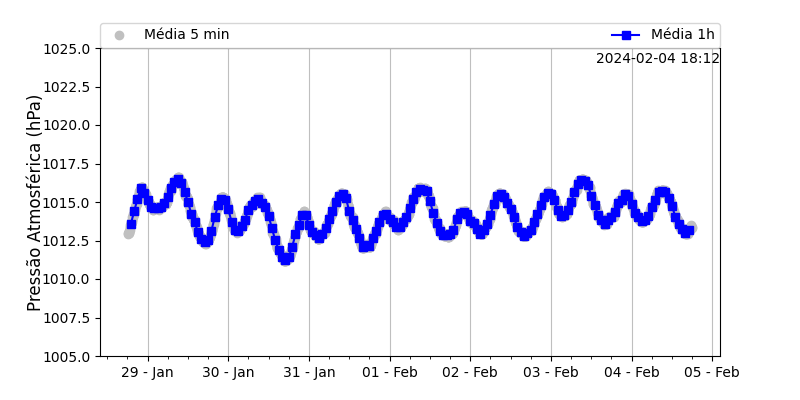 Média 5 min
Média 1h
2024-02-04 18:12
Pressão Atmosférica (hPa)
1025.0
1022.5
1020.0
1017.5
1015.0
1012.5
1010.0
1007.5
1005.0
29 - Jan
30 - Jan
31 - Jan
01 - Feb
02 - Feb
03 - Feb
04 - Feb
05 - Feb